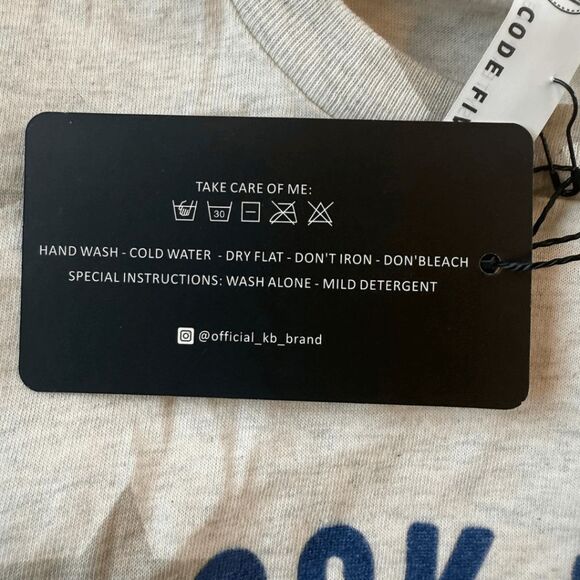 CODE FI
TAKE CARE OF ME:
30
HAND WASH - COLD WATER - DRY FLAT - DON'T IRON - DON'BLEACH
SPECIAL INSTRUCTIONS: WASH ALONE - MILD DETERGENT
@official_kb_brand